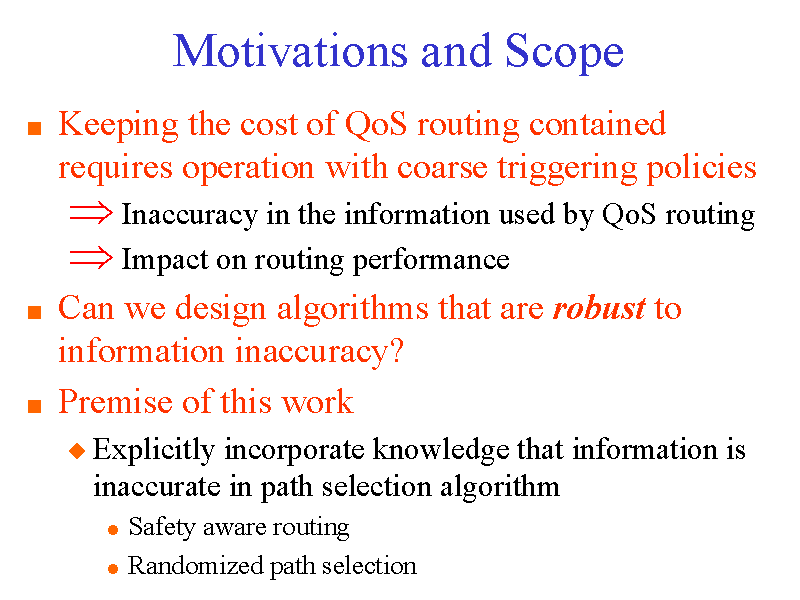 Motivations and Scope
■ Keeping the cost of QoS routing contained
requires operation with coarse triggering policies
⇒ Inaccuracy in the information used by QoS routing
⇒ Impact on routing performance
■ Can we design algorithms that are robust to
information inaccuracy?
■ Premise of this work
◆ Explicitly incorporate knowledge that information is
inaccurate in path selection algorithm
● Safety aware routing
● Randomized path selection